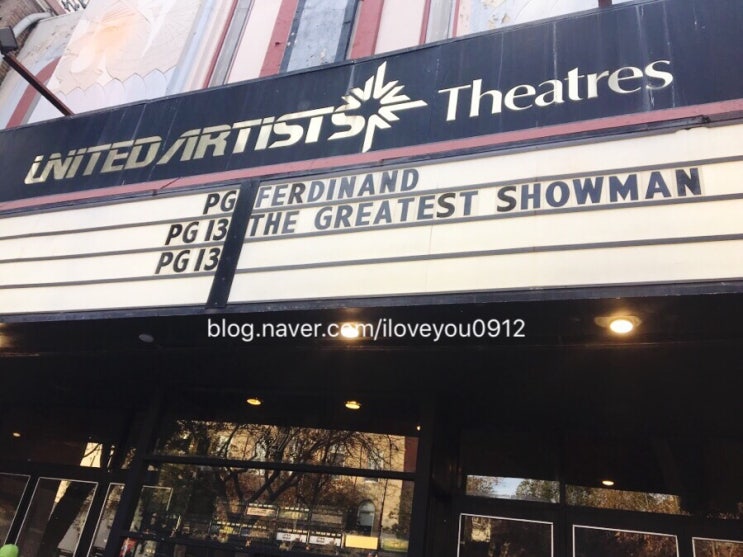 UNITED ARTISTS Theatres
PG FERDINAND
PG 13 THE GREATEST SHOWMAN
PG 13
blog.naver.com/iloveyou0912